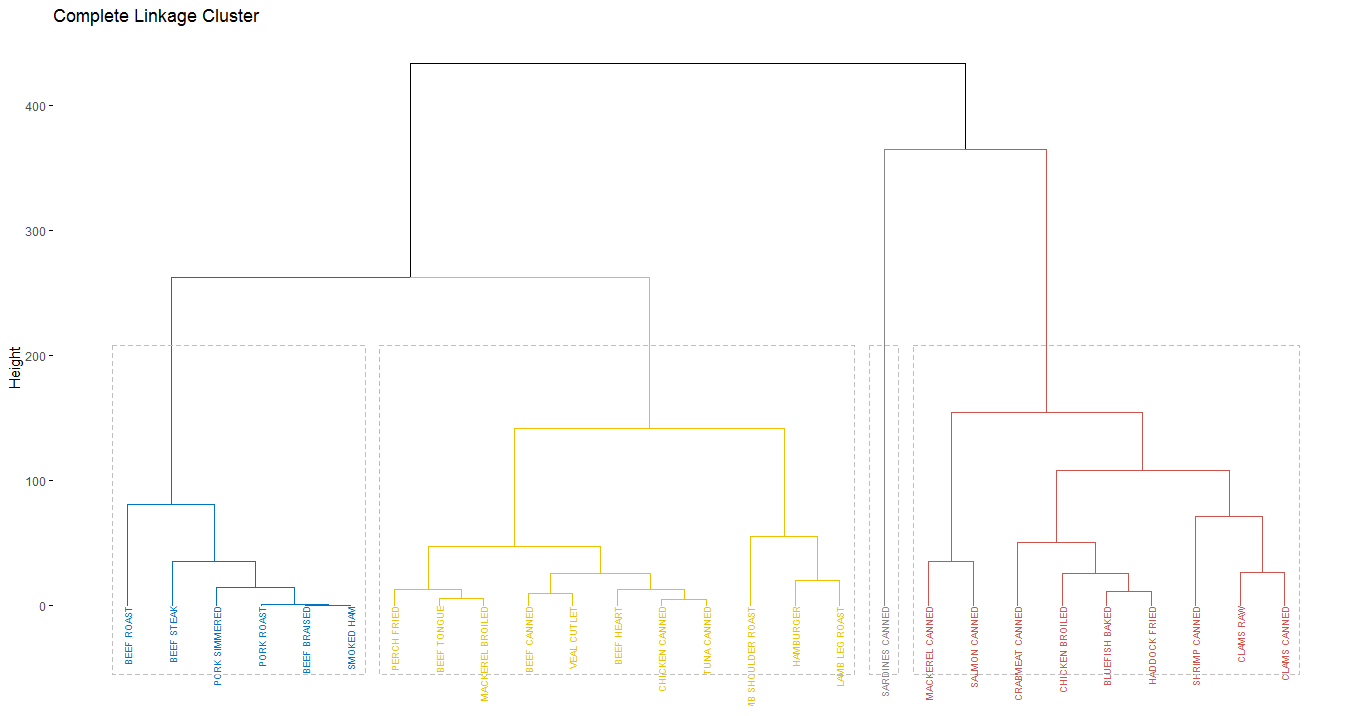 Complete Linkage Cluster
Height
400
300
200
100
0
BEEF ROAST
BEEF STEAK
PORK SIMMERED
PORK ROAST
BEEF BRAISED
SMOKED HAM
PERCH FRIED
BEEF TONGUE
MACKEREL BROILED
BEEF CANNED
VEAL CUTLET
BEEF HEART
CHICKEN CANNED
TUNA CANNED
MB SHOULDER ROAST
HAMBURGER
LAMB LEG ROAST
SARDINES CANNED
MACKEREL CANNED
SALMON CANNED
CRABMEAT CANNED
CHICKEN BROILED
BLUEFISH BAKED
HADDOCK FRIED
SHRIMP CANNED
CLAMS RAW
CLAMS CANNED